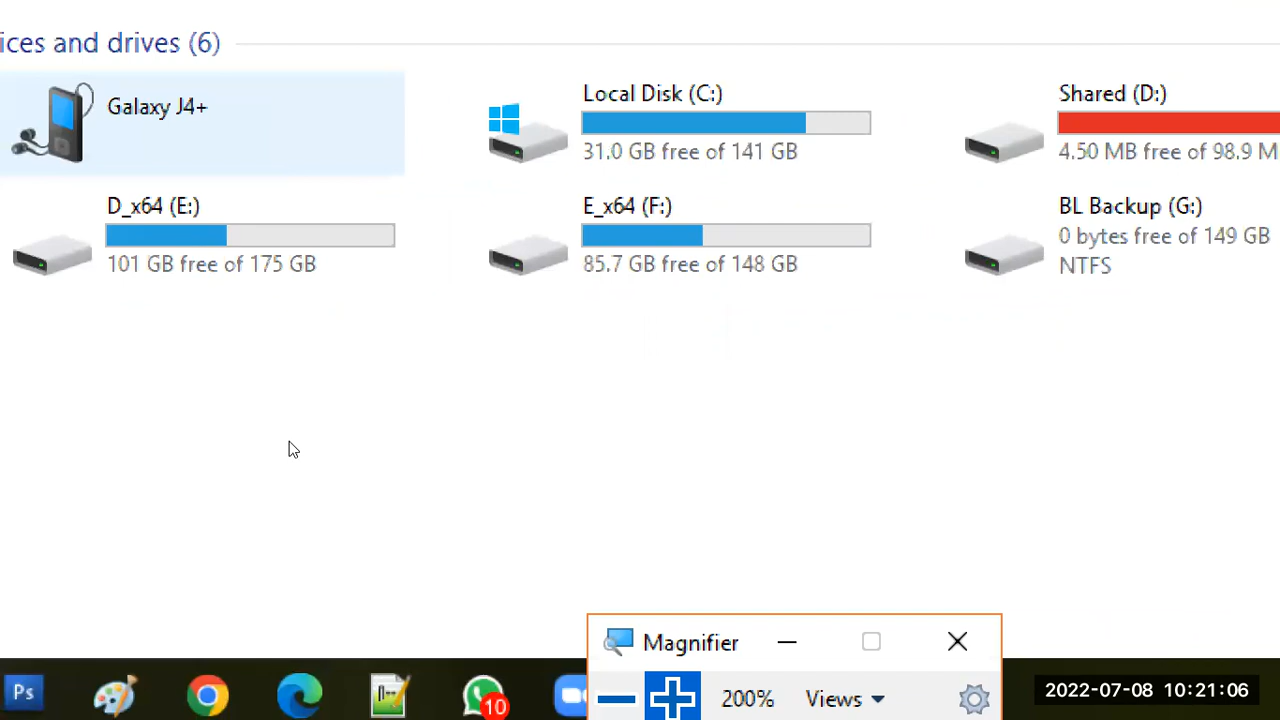 ices and drives (6)
Galaxy J4+
Local Disk (C:)
31.0 GB free of 141 GB
Shared (D:)
4.50 MB free of 98.9 M
D_x64 (E:)
101 GB free of 175 GB
E_x64 (F:)
85.7 GB free of 148 GB
BL Backup (G:)
0 bytes free of 149 GB
NTFS
Magnifier
200%
Views
Ps
10
2022-07-08 10:21:06